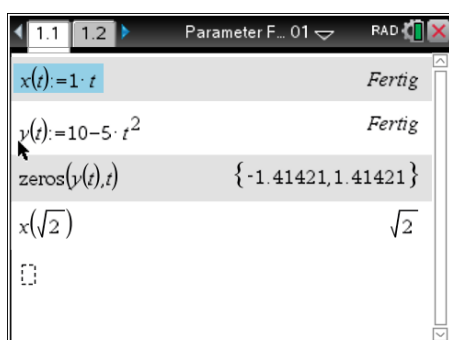 1.1 1.2 Parameter F... 01 RAD
x(t):=1·t Fertig
y(t):=10−5·t² Fertig
zeros(y(t),t) {-1.41421,1.41421}
x(√2) √2